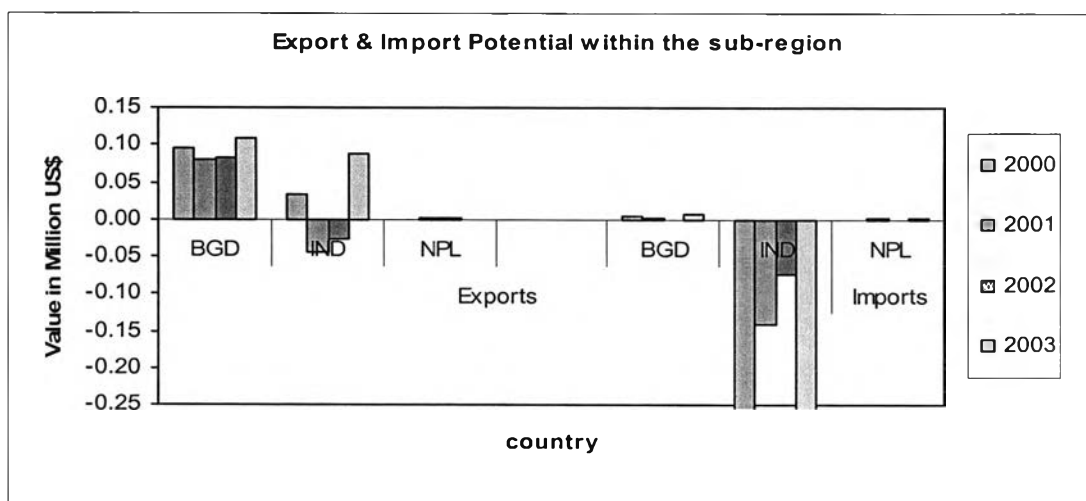 Export & Import Potential within the sub-region
0.15
0.10
0.05
0.00
-0.05
-0.10
-0.15
-0.20
-0.25
Value in Million US$
BGD IND NPL BGD IND NPL
Exports Imports
country
2000
2001
2002
2003